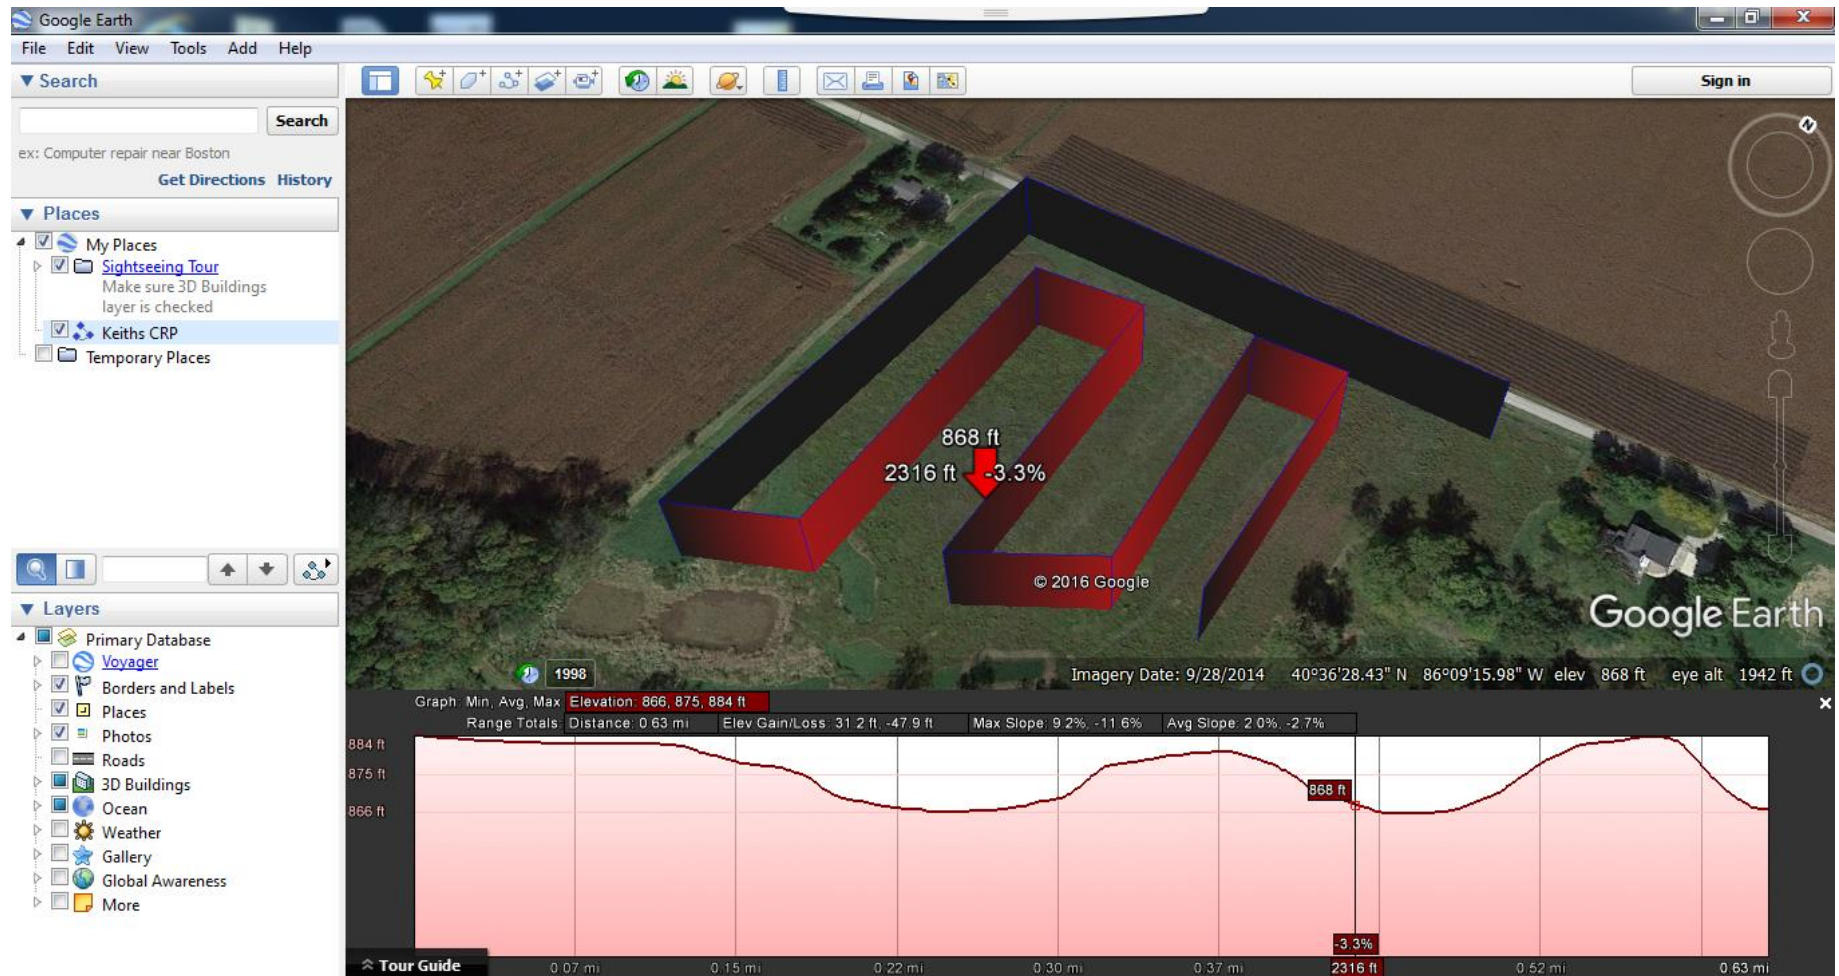 Google Earth
File Edit View Tools Add Help
Search
Sign in
Search
ex: Computer repair near Boston
Get Directions History
Places
My Places
Sightseeing Tour
Make sure 3D Buildings
layer is checked
Keiths CRP
Temporary Places
N
868 ft
2316 ft -3.3%
© 2016 Google
Google Earth
1998
Imagery Date: 9/28/2014 40°36'28.43" N 86°09'15.98" W elev 868 ft eye alt 1942 ft
Layers
Primary Database
Voyager
Borders and Labels
Places
Photos
Roads
3D Buildings
Ocean
Weather
Gallery
Global Awareness
More
Graph: Min, Avg, Max Elevation: 866, 875, 884 ft
Range Totals: Distance: 0.63 mi Elev Gain/Loss: 31.2 ft, -47.9 ft Max Slope: 9.2%, -11.6% Avg Slope: 2.0%, -2.7%
884 ft
875 ft
868 ft
866 ft
-3.3%
Tour Guide
0.07 mi 0.15 mi 0.22 mi 0.30 mi 0.37 mi 2316 ft 0.52 mi 0.63 mi